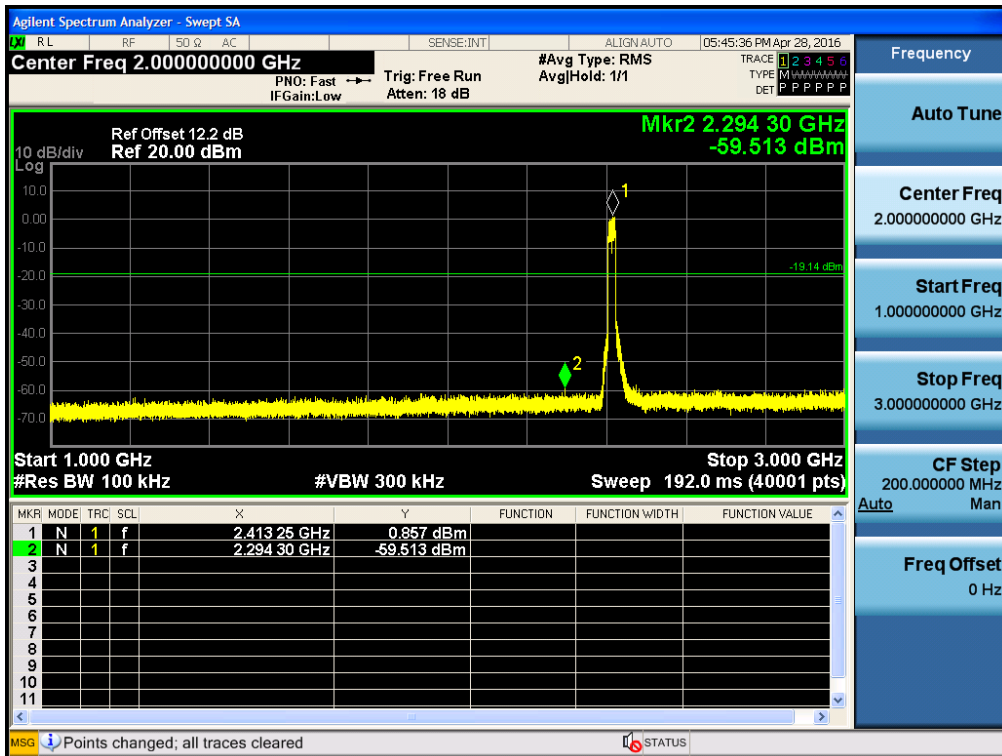 Agilent Spectrum Analyzer - Swept SA
LXI RL RF 50 Ω AC SENSE:INT ALIGN AUTO 05:45:36 PM Apr 28, 2016
Center Freq 2.000000000 GHz
PNO: Fast
IFGain:Low
Trig: Free Run
Atten: 18 dB
#Avg Type: RMS
Avg|Hold: 1/1
TRACE 1 2 3 4 5 6
TYPE M
DET P P P P P P
Ref Offset 12.2 dB
10 dB/div Ref 20.00 dBm
Log
Mkr2 2.294 30 GHz
-59.513 dBm
10.0
0.00
-10.0
-20.0
-30.0
-40.0
-50.0
-60.0
-70.0
1
2
-19.14 dBm
Start 1.000 GHz Stop 3.000 GHz
#Res BW 100 kHz #VBW 300 kHz Sweep 192.0 ms (40001 pts)
MKR MODE TRC SCL X Y FUNCTION FUNCTION WIDTH FUNCTION VALUE
1 N 1 f 2.413 25 GHz 0.857 dBm
2 N 1 f 2.294 30 GHz -59.513 dBm
3
4
5
6
7
8
9
10
11
MSG Points changed; all traces cleared STATUS
Frequency
Auto Tune
Center Freq
2.000000000 GHz
Start Freq
1.000000000 GHz
Stop Freq
3.000000000 GHz
CF Step
200.000000 MHz
Auto Man
Freq Offset
0 Hz